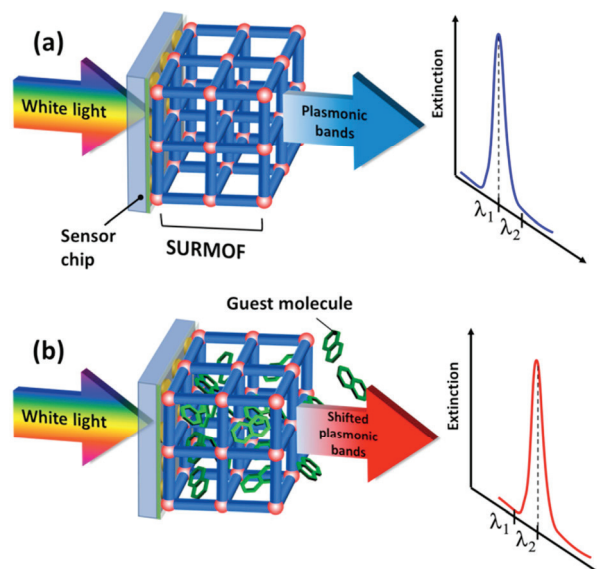 (a)
White light
Plasmonic
bands
Extinction
λ1
λ2
Sensor
chip
SURMOF
Guest molecule
(b)
White light
Shifted
plasmonic
bands
Extinction
λ1
λ2